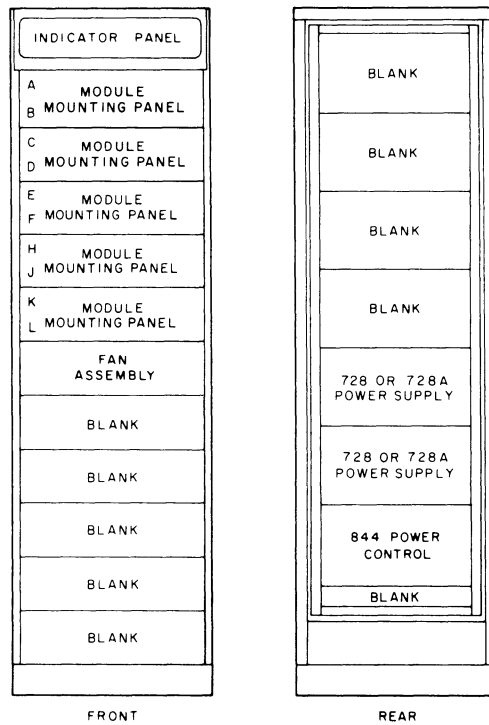 INDICATOR PANEL
A MODULE
B MOUNTING PANEL
C MODULE
D MOUNTING PANEL
E MODULE
F MOUNTING PANEL
H MODULE
J MOUNTING PANEL
K MODULE
L MOUNTING PANEL
FAN
ASSEMBLY
BLANK
BLANK
BLANK
BLANK
BLANK
FRONT
BLANK
BLANK
BLANK
BLANK
728 OR 728A
POWER SUPPLY
728 OR 728A
POWER SUPPLY
844 POWER
CONTROL
BLANK
REAR